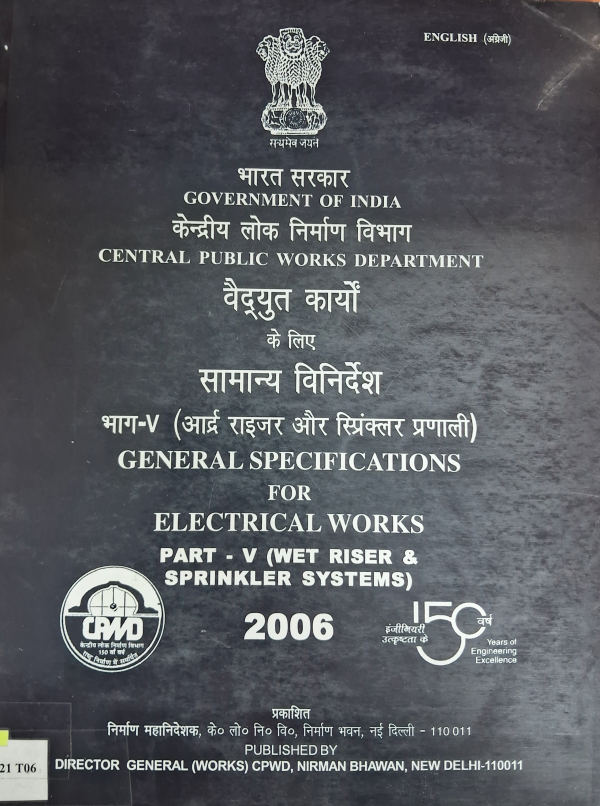 ENGLISH (अंग्रेजी)
सत्यमेव जयते
भारत सरकार
GOVERNMENT OF INDIA
केन्द्रीय लोक निर्माण विभाग
CENTRAL PUBLIC WORKS DEPARTMENT
वैद्युत कार्यो
के लिए
सामान्य विनिर्देश
भाग-V (आर्द्र राइजर और स्प्रिंक्लर प्रणाली)
GENERAL SPECIFICATIONS
FOR
ELECTRICAL WORKS
PART - V (WET RISER &
SPRINKLER SYSTEMS)
CPWD
केन्द्रीय लोक निर्माण विभाग
150 वाँ वर्ष
राष्ट्र निर्माण में समर्पित
2006
150 वर्ष
इंजीनियरी
उत्कृष्टता के
Years of
Engineering
Excellence
प्रकाशित
निर्माण महानिदेशक, के० लो० नि० वि०, निर्माण भवन, नई दिल्ली - 110 011
PUBLISHED BY
DIRECTOR GENERAL (WORKS) CPWD, NIRMAN BHAWAN, NEW DELHI-110011
21 T06